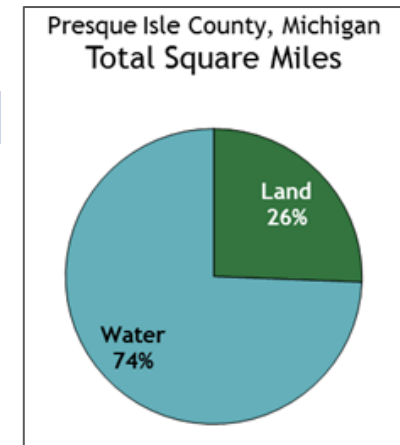 Presque Isle County, Michigan
Total Square Miles
Land
26%
Water
74%